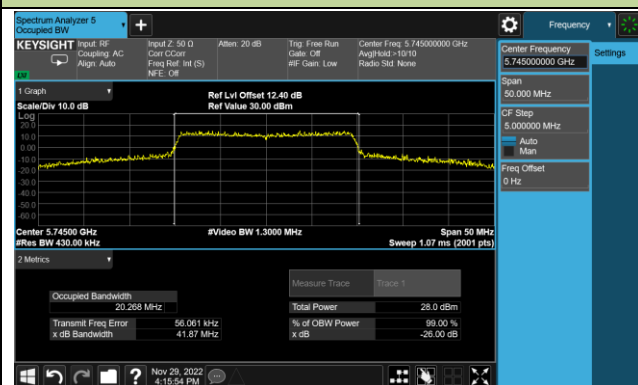 Spectrum Analyzer 5
Occupied BW
Frequency
KEYSIGHT
Input: RF
Coupling: AC
Align: Auto
Input Z: 50 Ω
Corr CCorr
Freq Ref: Int (S)
NFE: Off
Atten: 20 dB
Trig: Free Run
Gate: Off
#IF Gain: Low
Center Freq: 5.745000000 GHz
Avg|Hold:>10/10
Radio Std: None
LXI
Center Frequency
5.745000000 GHz
Settings
Span
50.000 MHz
CF Step
5.000000 MHz
Auto
Man
Freq Offset
0 Hz
1 Graph
Scale/Div 10.0 dB
Ref Lvl Offset 12.40 dB
Ref Value 30.00 dBm
Log
20.0
10.0
0.00
-10.0
-20.0
-30.0
-40.0
-50.0
-60.0
Center 5.74500 GHz
#Video BW 1.3000 MHz
Span 50 MHz
#Res BW 430.00 kHz
Sweep 1.07 ms (2001 pts)
2 Metrics
Measure Trace
Trace 1
Occupied Bandwidth
20.268 MHz
Total Power
28.0 dBm
Transmit Freq Error
56.061 kHz
% of OBW Power
99.00 %
x dB Bandwidth
41.87 MHz
x dB
-26.00 dB
Nov 29, 2022
4:15:54 PM